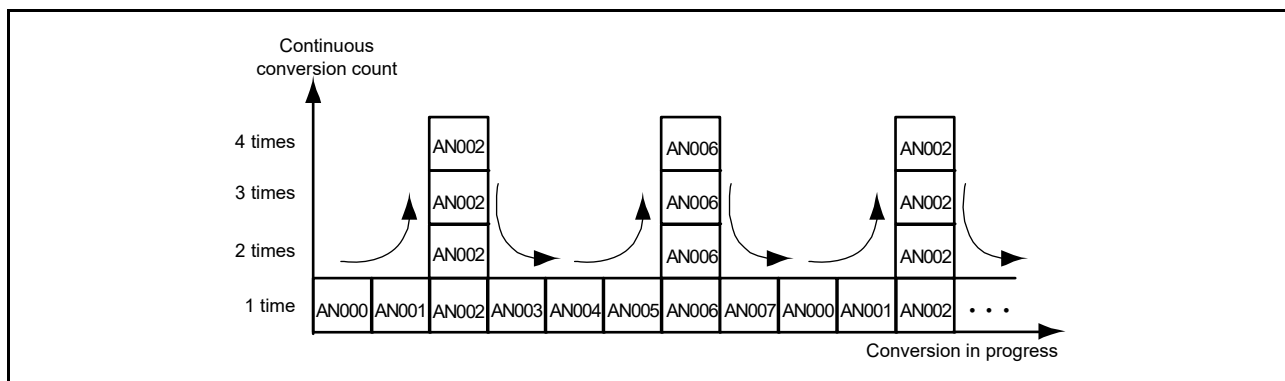 Continuous
conversion count
4 times
AN002
AN006
AN002
3 times
AN002
AN006
AN002
2 times
AN002
AN006
AN002
1 time
AN000
AN001
AN002
AN003
AN004
AN005
AN006
AN007
AN000
AN001
AN002
• • •
Conversion in progress